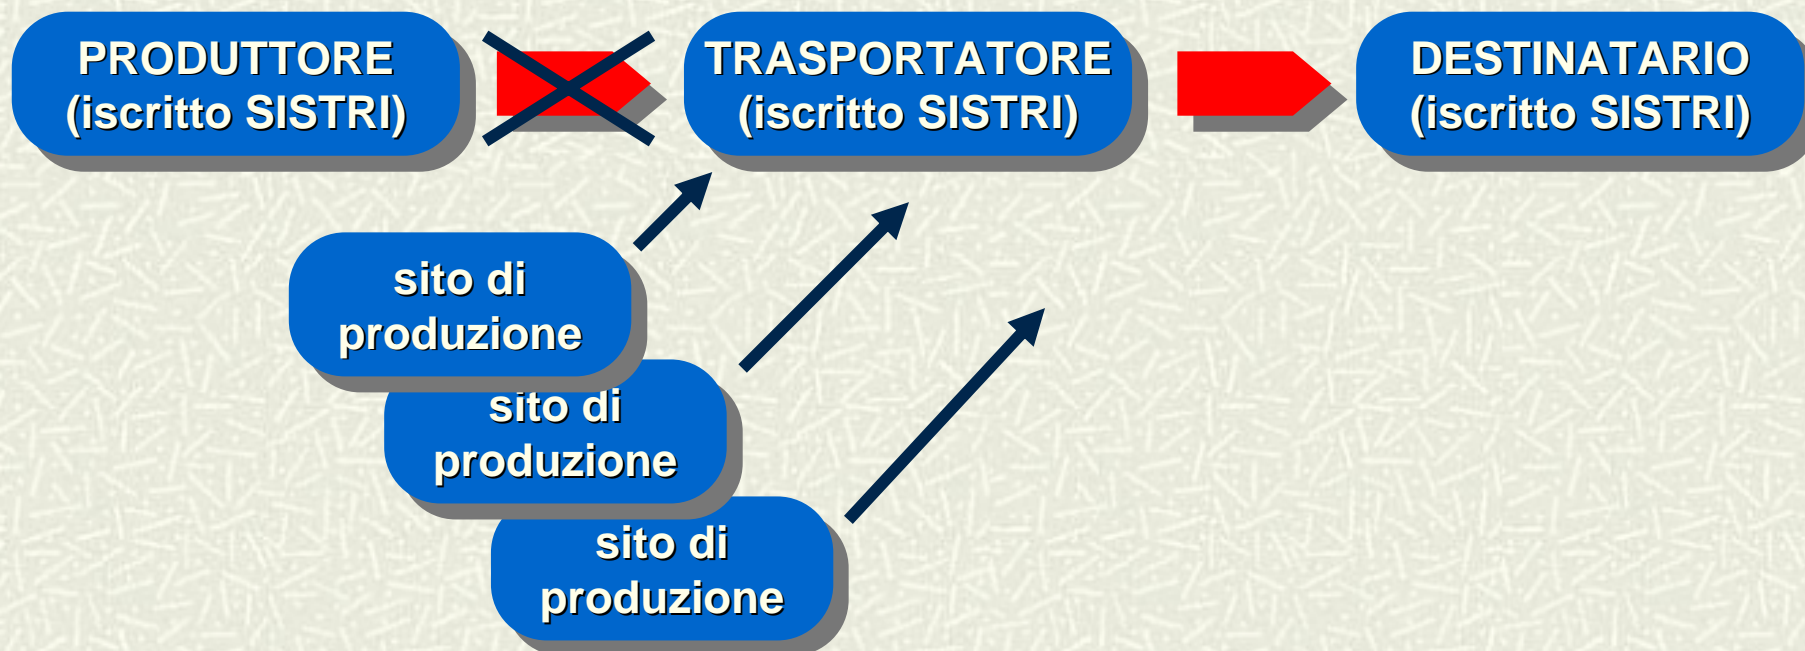 PRODUTTORE
(iscritto SISTRI)
TRASPORTATORE
(iscritto SISTRI)
DESTINATARIO
(iscritto SISTRI)
sito di
produzione
sito di
produzione
sito di
produzione